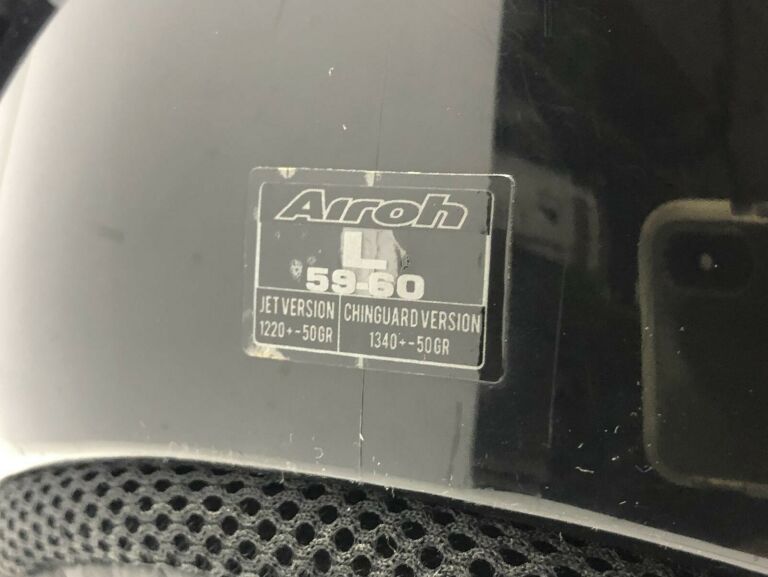 Airoh
L
59-60
JET VERSION
1220+-50GR
CHINGUARD VERSION
1340+-50GR